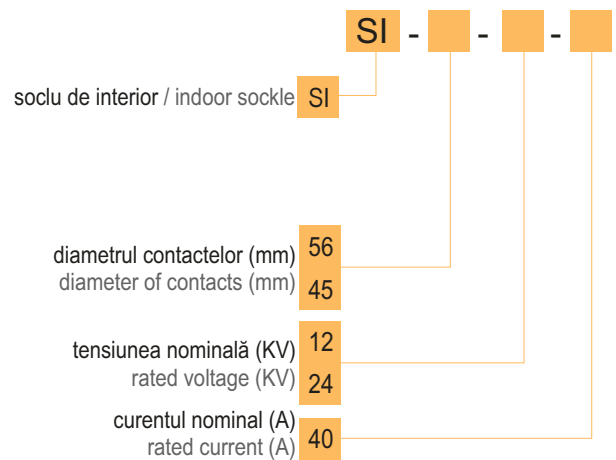 SI - - -
soclu de interior / indoor sockle SI
diametrul contactelor (mm) 56
diameter of contacts (mm) 45
tensiunea nominală (KV) 12
rated voltage (KV) 24
curentul nominal (A)
rated current (A) 40